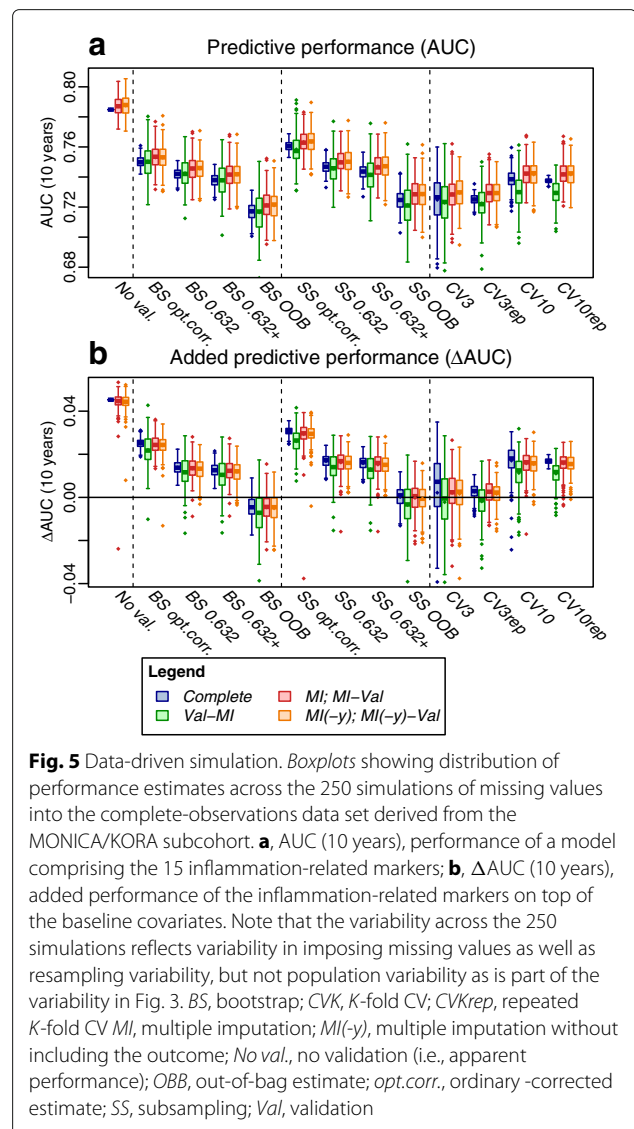 a
Predictive performance (AUC)
AUC (10 years)
0.80
0.76
0.72
0.68
No val.
BS opt.corr.
BS 0.632
BS 0.632+
BS OOB
SS opt.corr.
SS 0.632
SS 0.632+
SS OOB
CV3
CV3rep
CV10
CV10rep
b
Added predictive performance (ΔAUC)
ΔAUC (10 years)
0.04
0.00
−0.04
No val.
BS opt.corr.
BS 0.632
BS 0.632+
BS OOB
SS opt.corr.
SS 0.632
SS 0.632+
SS OOB
CV3
CV3rep
CV10
CV10rep
Legend
Complete
Val−MI
MI; MI−Val
MI(−y); MI(−y)−Val
Fig. 5 Data-driven simulation. Boxplots showing distribution of
performance estimates across the 250 simulations of missing values
into the complete-observations data set derived from the
MONICA/KORA subcohort. a, AUC (10 years), performance of a model
comprising the 15 inflammation-related markers; b, ΔAUC (10 years),
added performance of the inflammation-related markers on top of
the baseline covariates. Note that the variability across the 250
simulations reflects variability in imposing missing values as well as
resampling variability, but not population variability as is part of the
variability in Fig. 3. BS, bootstrap; CVK, K-fold CV; CVKrep, repeated
K-fold CV MI, multiple imputation; MI(-y), multiple imputation without
including the outcome; No val., no validation (i.e., apparent
performance); OBB, out-of-bag estimate; opt.corr., ordinary -corrected
estimate; SS, subsampling; Val, validation